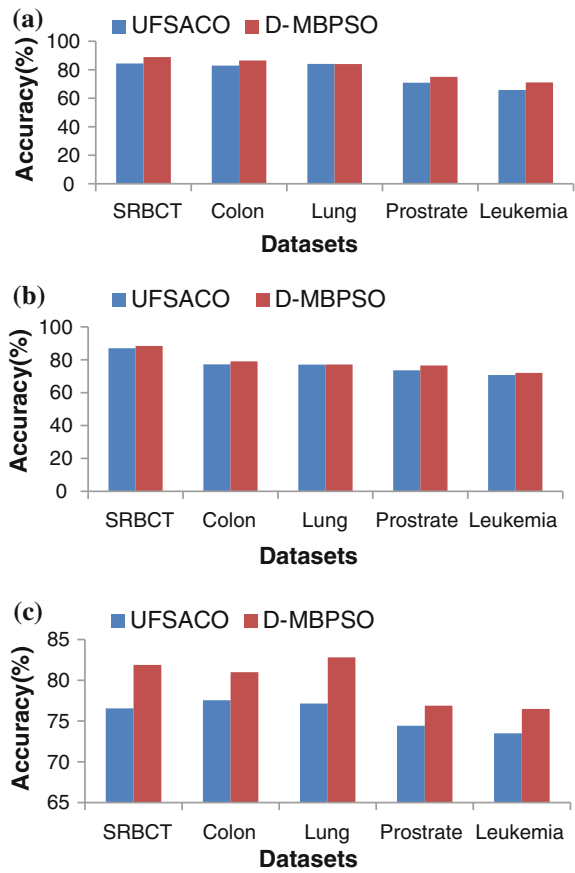 (a)
UFSACO D-MBPSO
Accuracy(%)
100
80
60
40
20
0
SRBCT Colon Lung Prostrate Leukemia
Datasets
(b)
UFSACO D-MBPSO
Accuracy(%)
100
80
60
40
20
0
SRBCT Colon Lung Prostrate Leukemia
Datasets
(c)
UFSACO D-MBPSO
Accuracy(%)
85
80
75
70
65
SRBCT Colon Lung Prostrate Leukemia
Datasets